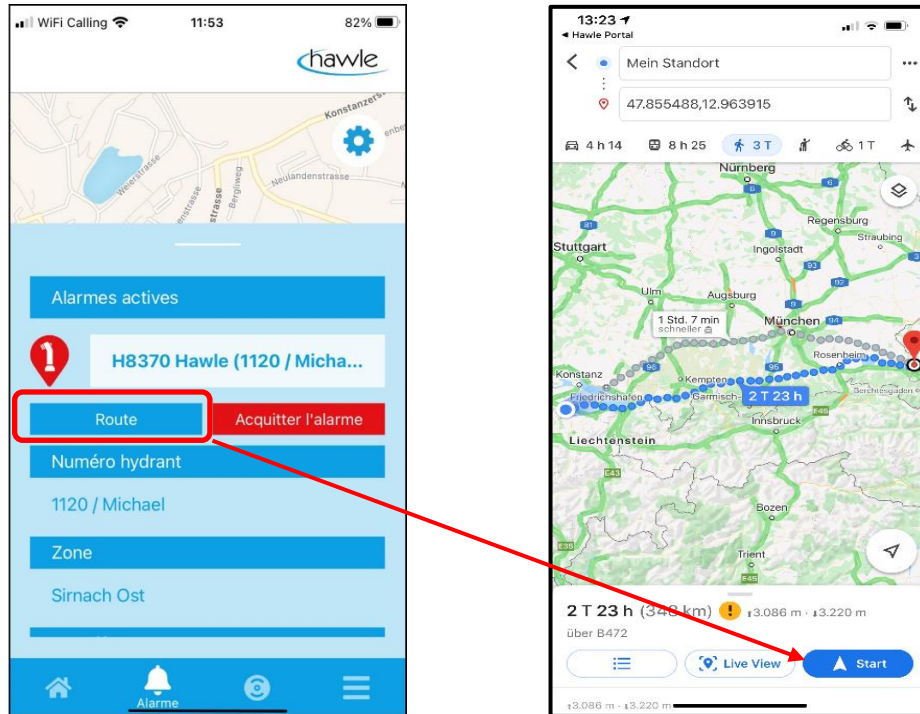 WiFi Calling 11:53 82%
hawle
Konstanzerst
Weierstrasse
Bergliweg
Neulandenstrasse
strasse
Alarmes actives
H8370 Hawle (1120 / Micha...
Route Acquitter l'alarme
Numéro hydrant
1120 / Michael
Zone
Sirnach Ost
Alarme
13:23
Hawle Portal
Mein Standort
47.855488,12.963915
4 h 14 8 h 25 3 T 1 T
Nürnberg
Regensburg
Straubing
Stuttgart
Ingolstadt
Ulm
Augsburg
1 Std. 7 min
schneller
München
Rosenheim
Konstanz
Kempten
Friedrichshafen
Garmisch-
2 T 23 h
Berchtesgaden
Innsbruck
Liechtenstein
Bozen
Trient
2 T 23 h (348 km) 3.086 m · 3.220 m
über B472
Live View Start
3.086 m · 3.220 m